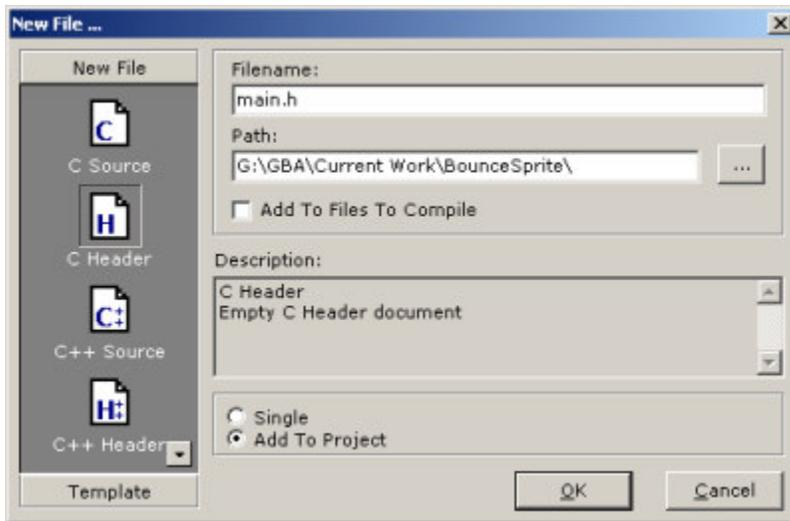 New File ...
New File
C
C Source
H
C Header
C‡
C++ Source
H‡
C++ Header
Template
Filename:
main.h
Path:
G:\GBA\Current Work\BounceSprite\
...
Add To Files To Compile
Description:
C Header
Empty C Header document
Single
Add To Project
OK
Cancel